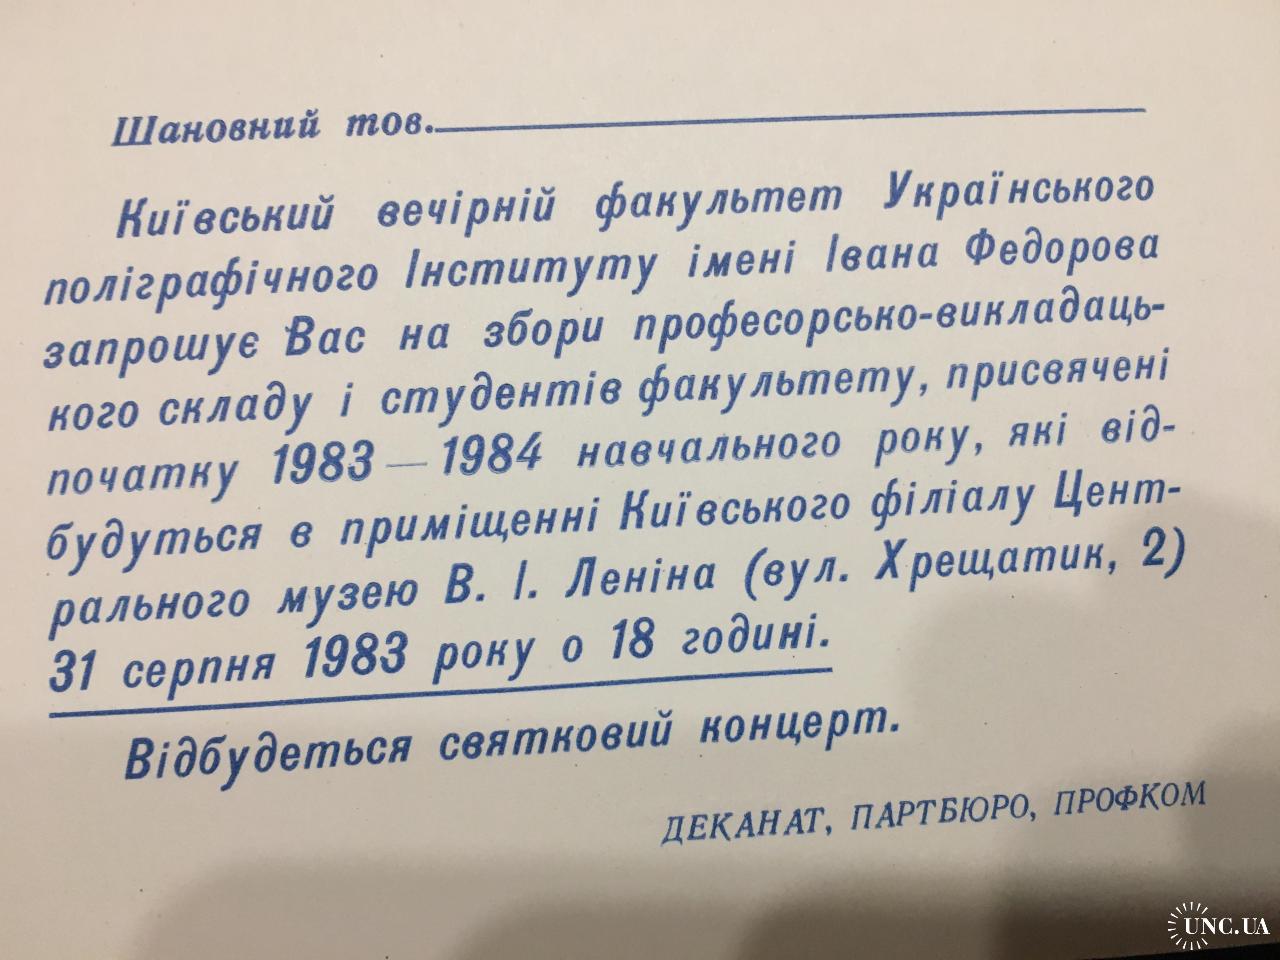 Шановний тов.
Київський вечірній факультет Українського
поліграфічного Інституту імені Івана Федорова
запрошує Вас на збори професорсько-викладаць-
кого складу і студентів факультету, присвячені
початку 1983 — 1984 навчального року, які від-
будуться в приміщенні Київського філіалу Цент-
рального музею В. І. Леніна (вул. Хрещатик, 2)
31 серпня 1983 року о 18 годині.
Відбудеться святковий концерт.
ДЕКАНАТ, ПАРТБЮРО, ПРОФКОМ
UNC.UA